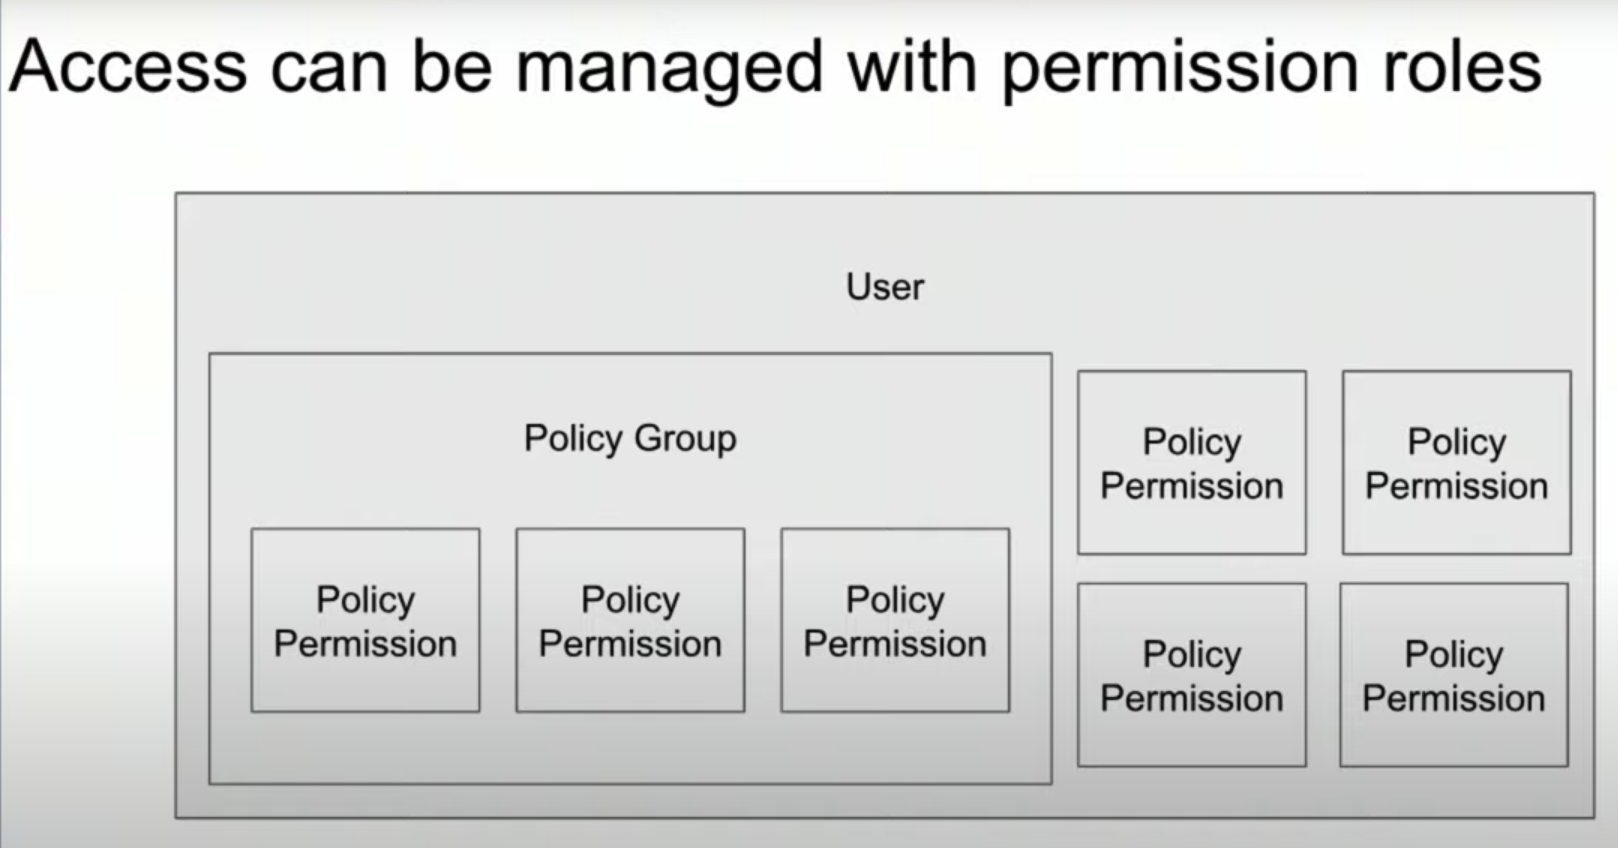 Access can be managed with permission roles
User
Policy Group
Policy
Permission
Policy
Permission
Policy
Permission
Policy
Permission
Policy
Permission
Policy
Permission
Policy
Permission